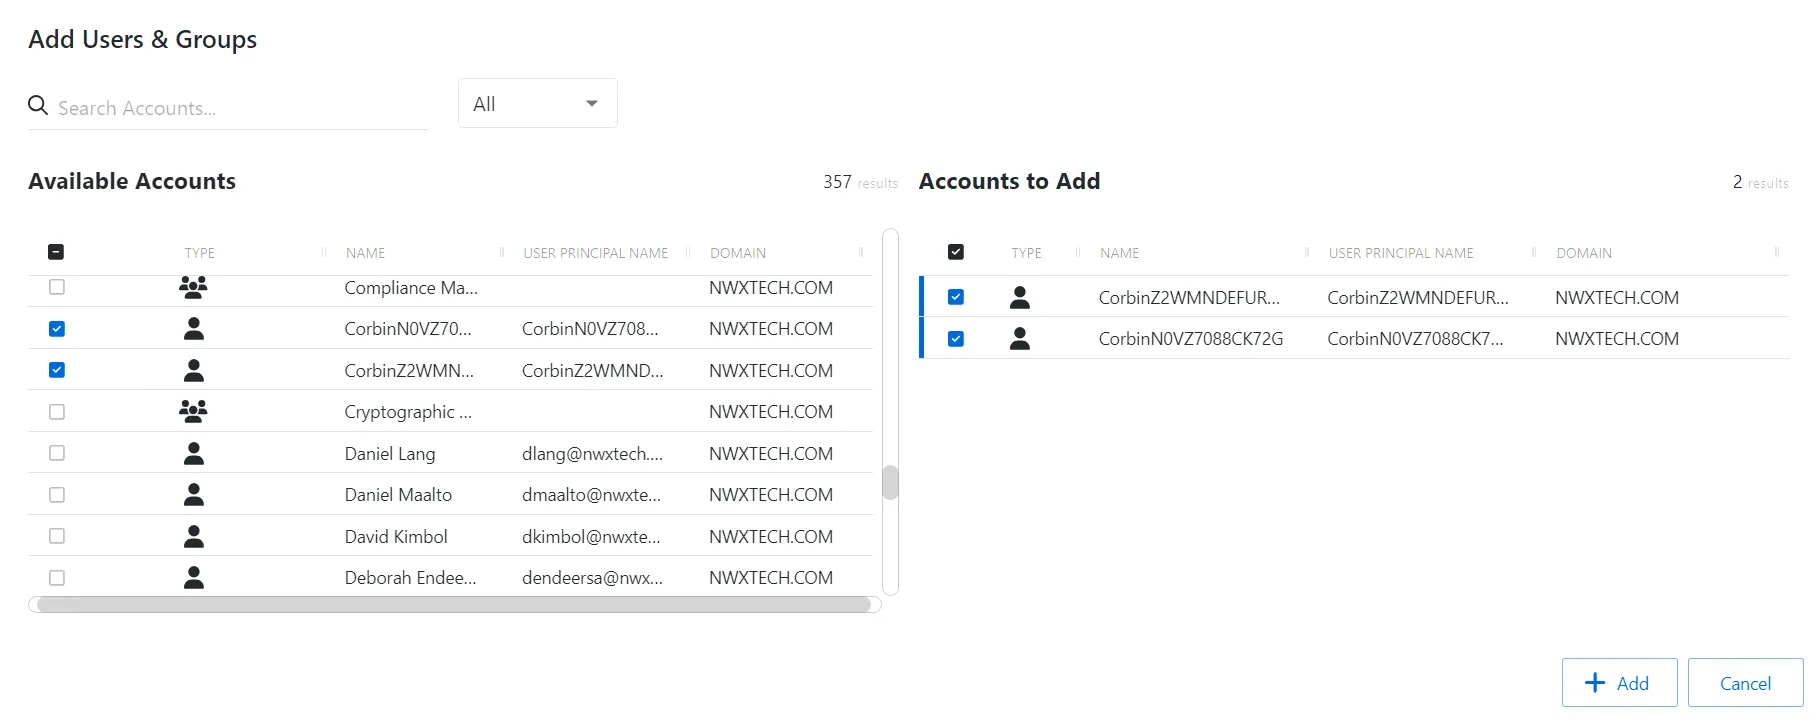 Add Users & Groups
Search Accounts...
All
Available Accounts 357 results
TYPE NAME USER PRINCIPAL NAME DOMAIN
Compliance Ma... NWXTECH.COM
CorbinN0VZ70... CorbinN0VZ708... NWXTECH.COM
CorbinZ2WMN... CorbinZ2WMND... NWXTECH.COM
Cryptographic ... NWXTECH.COM
Daniel Lang dlang@nwxtech.... NWXTECH.COM
Daniel Maalto dmaalto@nwxte... NWXTECH.COM
David Kimbol dkimbol@nwxte... NWXTECH.COM
Deborah Endee... dendeersa@nwx... NWXTECH.COM
Accounts to Add 2 results
TYPE NAME USER PRINCIPAL NAME DOMAIN
CorbinZ2WMNDEFUR... CorbinZ2WMNDEFUR... NWXTECH.COM
CorbinN0VZ7088CK72G CorbinN0VZ7088CK7... NWXTECH.COM
Add Cancel